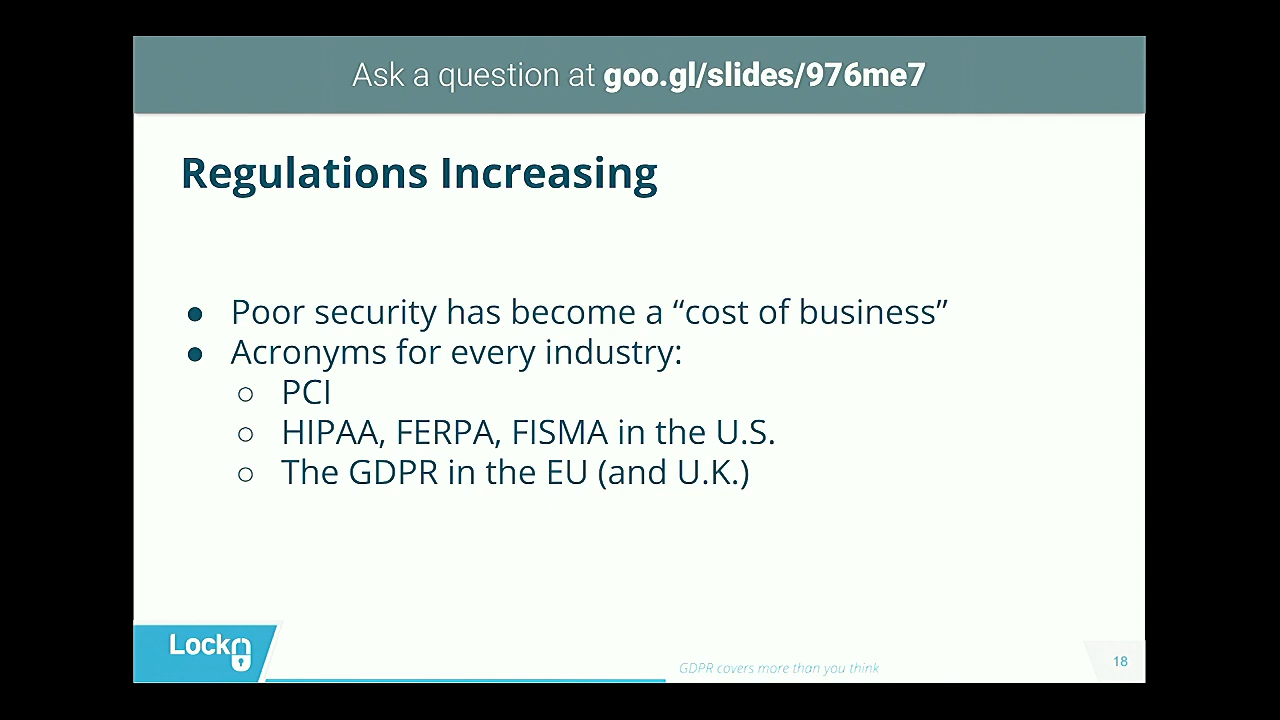 Ask a question at goo.gl/slides/976me7
Regulations Increasing
● Poor security has become a “cost of business”
● Acronyms for every industry:
○ PCI
○ HIPAA, FERPA, FISMA in the U.S.
○ The GDPR in the EU (and U.K.)
Lockr
GDPR covers more than you think
18